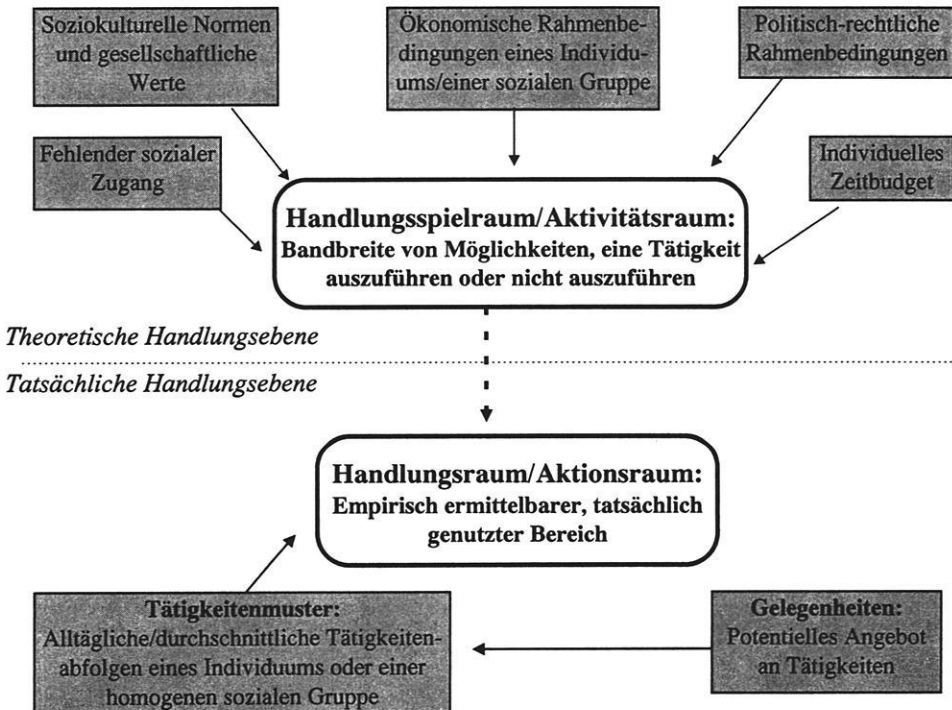 Soziokulturelle Normen
und gesellschaftliche
Werte
Ökonomische Rahmenbe-
dingungen eines Individu-
ums/einer sozialen Gruppe
Politisch-rechtliche
Rahmenbedingungen
Fehlender sozialer
Zugang
Individuelles
Zeitbudget
Handlungsspielraum/Aktivitätsraum:
Bandbreite von Möglichkeiten, eine Tätigkeit
auszuführen oder nicht auszuführen
Theoretische Handlungsebene
Tatsächliche Handlungsebene
Handlungsraum/Aktionsraum:
Empirisch ermittelbarer, tatsächlich
genutzter Bereich
Tätigkeitenmuster:
Alltägliche/durchschnittliche Tätigkeiten-
abfolgen eines Individuums oder einer
homogenen sozialen Gruppe
Gelegenheiten:
Potentielles Angebot
an Tätigkeiten